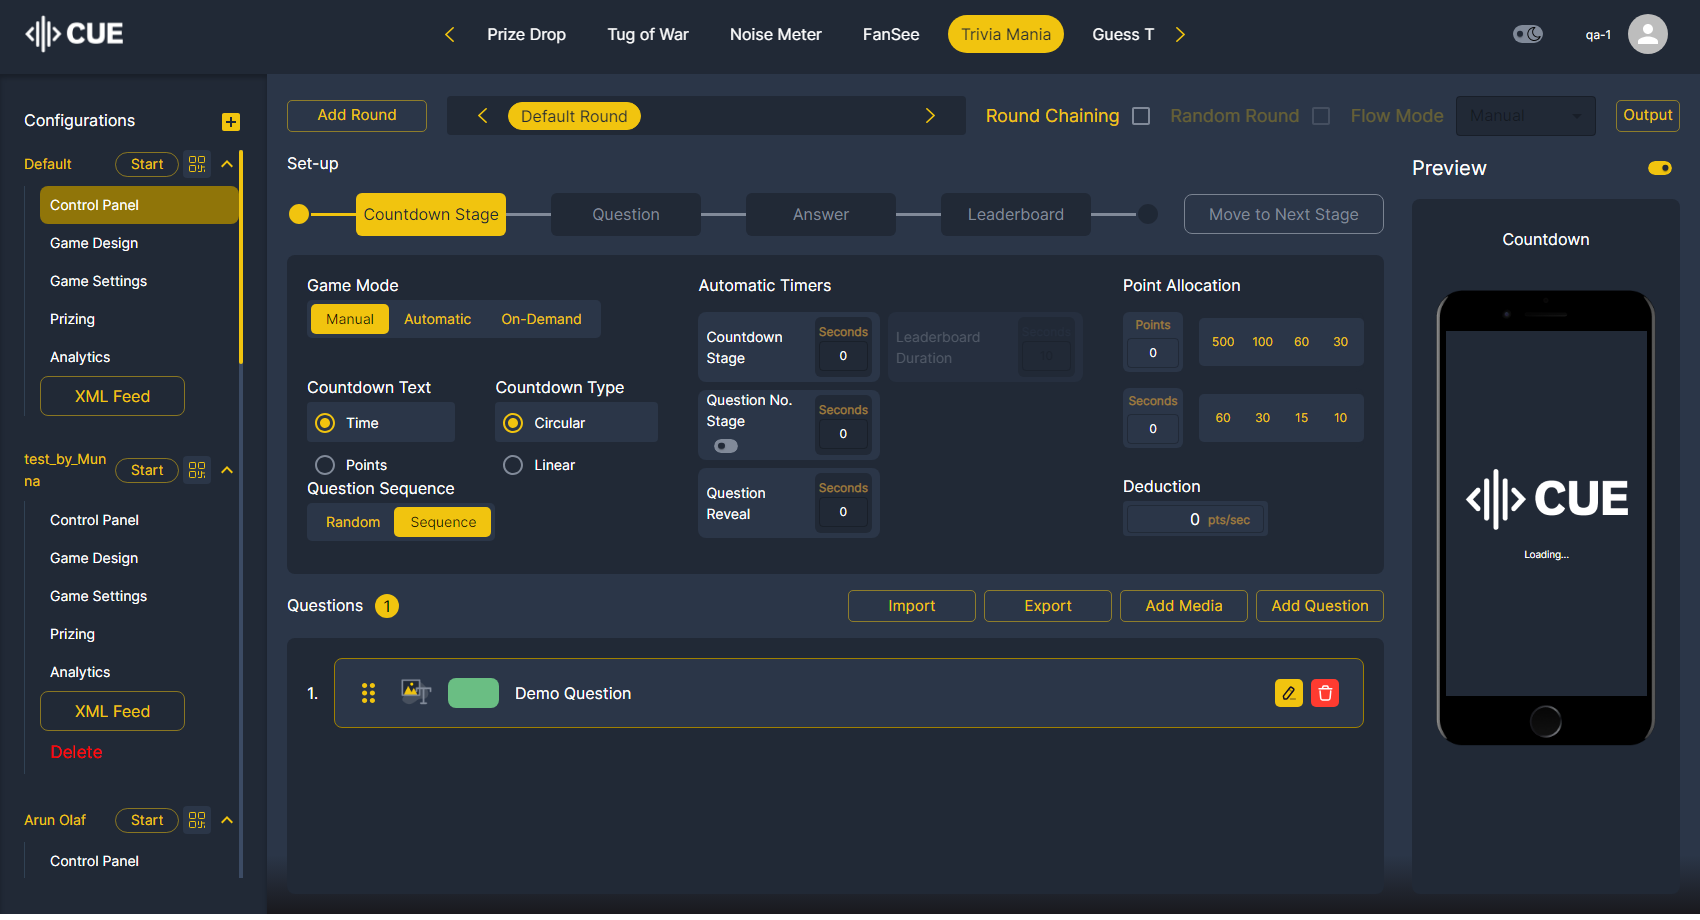 CUE
Prize Drop
Tug of War
Noise Meter
FanSee
Trivia Mania
Guess T
qa-1
Configurations
Default
Start
Control Panel
Game Design
Game Settings
Prizing
Analytics
XML Feed
test_by_Mun
na
Start
Control Panel
Game Design
Game Settings
Prizing
Analytics
XML Feed
Delete
Arun Olaf
Start
Control Panel
Add Round
Default Round
Round Chaining
Random Round
Flow Mode
Manual
Output
Set-up
Countdown Stage
Question
Answer
Leaderboard
Move to Next Stage
Game Mode
Manual
Automatic
On-Demand
Countdown Text
Time
Points
Countdown Type
Circular
Linear
Question Sequence
Random
Sequence
Automatic Timers
Countdown
Stage
Seconds
0
Leaderboard
Duration
Seconds
10
Question No.
Stage
Seconds
0
Question
Reveal
Seconds
0
Point Allocation
Points
0
500 100 60 30
Seconds
0
60 30 15 10
Deduction
0 pts/sec
Questions 1
Import
Export
Add Media
Add Question
1.
Demo Question
Preview
Countdown
CUE
Loading...